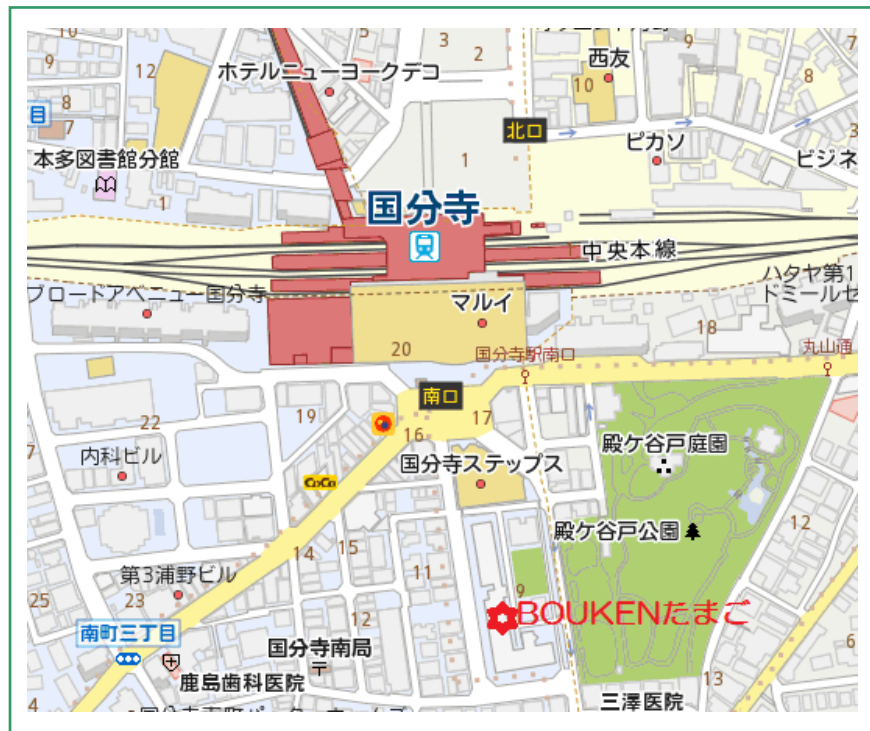 10
12
3
2
9
7
9
ホテルニューヨークデコ
西友
10
8
8
目
7
北口
3
本多図書館分館
1
ピカソ
ビジネ
1
国分寺
中央本線
ハタヤ第1
ドミールセ
ブロードアベニュー国分寺
マルイ
18
20
国分寺駅南口
丸山通
南口
22
19
16
17
内科ビル
国分寺ステップス
殿ケ谷戸庭園
CoCo
殿ケ谷戸公園
12
14
15
11
9
第3浦野ビル
25
23
12
BOUKENたまご
南町三丁目
国分寺南局
6
鹿島歯科医院
三澤医院
13
4